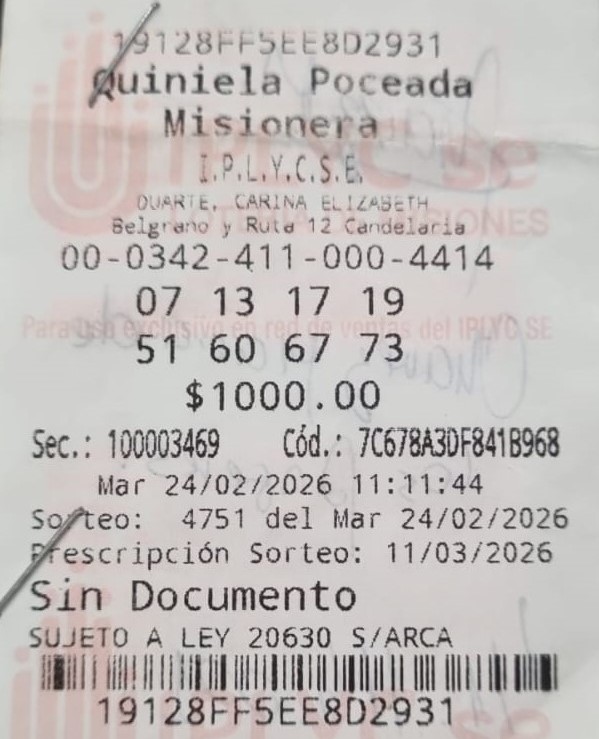 19128FF5EE8D2931
Quiniela Poceada
Misionera
I.P.L.Y.C.S.E.
DUARTE, CARINA ELIZABETH
Belgrano y Ruta 12 Candelaria
00-0342-411-000-4414
07 13 17 19
Para uso exclusivo en red de ventas del IPLYC SE
51 60 67 73
$1000.00
Sec.: 100003469 Cód.: 7C678A3DF841B968
Mar 24/02/2026 11:11:44
Sorteo: 4751 del Mar 24/02/2026
Prescripción Sorteo: 11/03/2026
Sin Documento
SUJETO A LEY 20630 S/ARCA
19128FF5EE8D2931